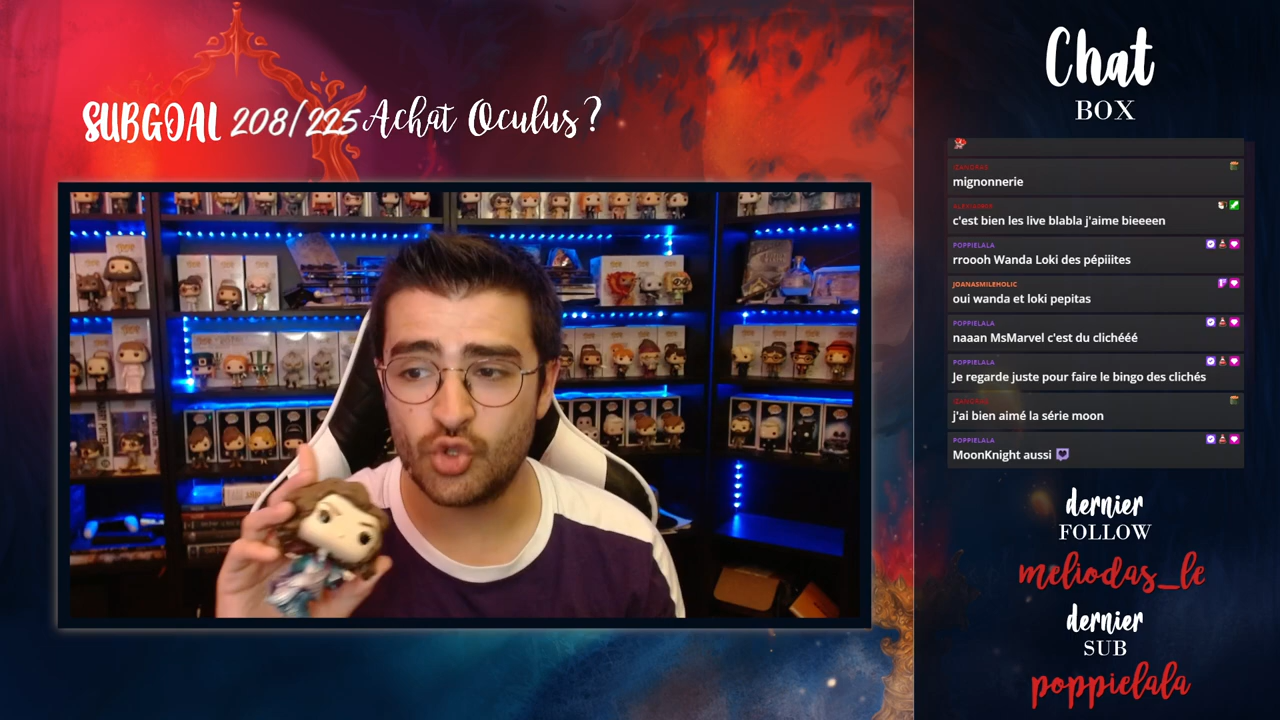 SUBGOAL 208/225 Achat Oculus?
Chat
BOX
mignonnerie
c'est bien les live blabla j'aime bieeeen
POPPIELALA
rroooh Wanda Loki des pépiiites
JOANASMILEHOLIC
oui wanda et loki pepitas
POPPIELALA
naaan MsMarvel c'est du clichééé
POPPIELALA
Je regarde juste pour faire le bingo des clichés
j'ai bien aimé la série moon
POPPIELALA
MoonKnight aussi
dernier
FOLLOW
meliodas_le
dernier
SUB
poppielala